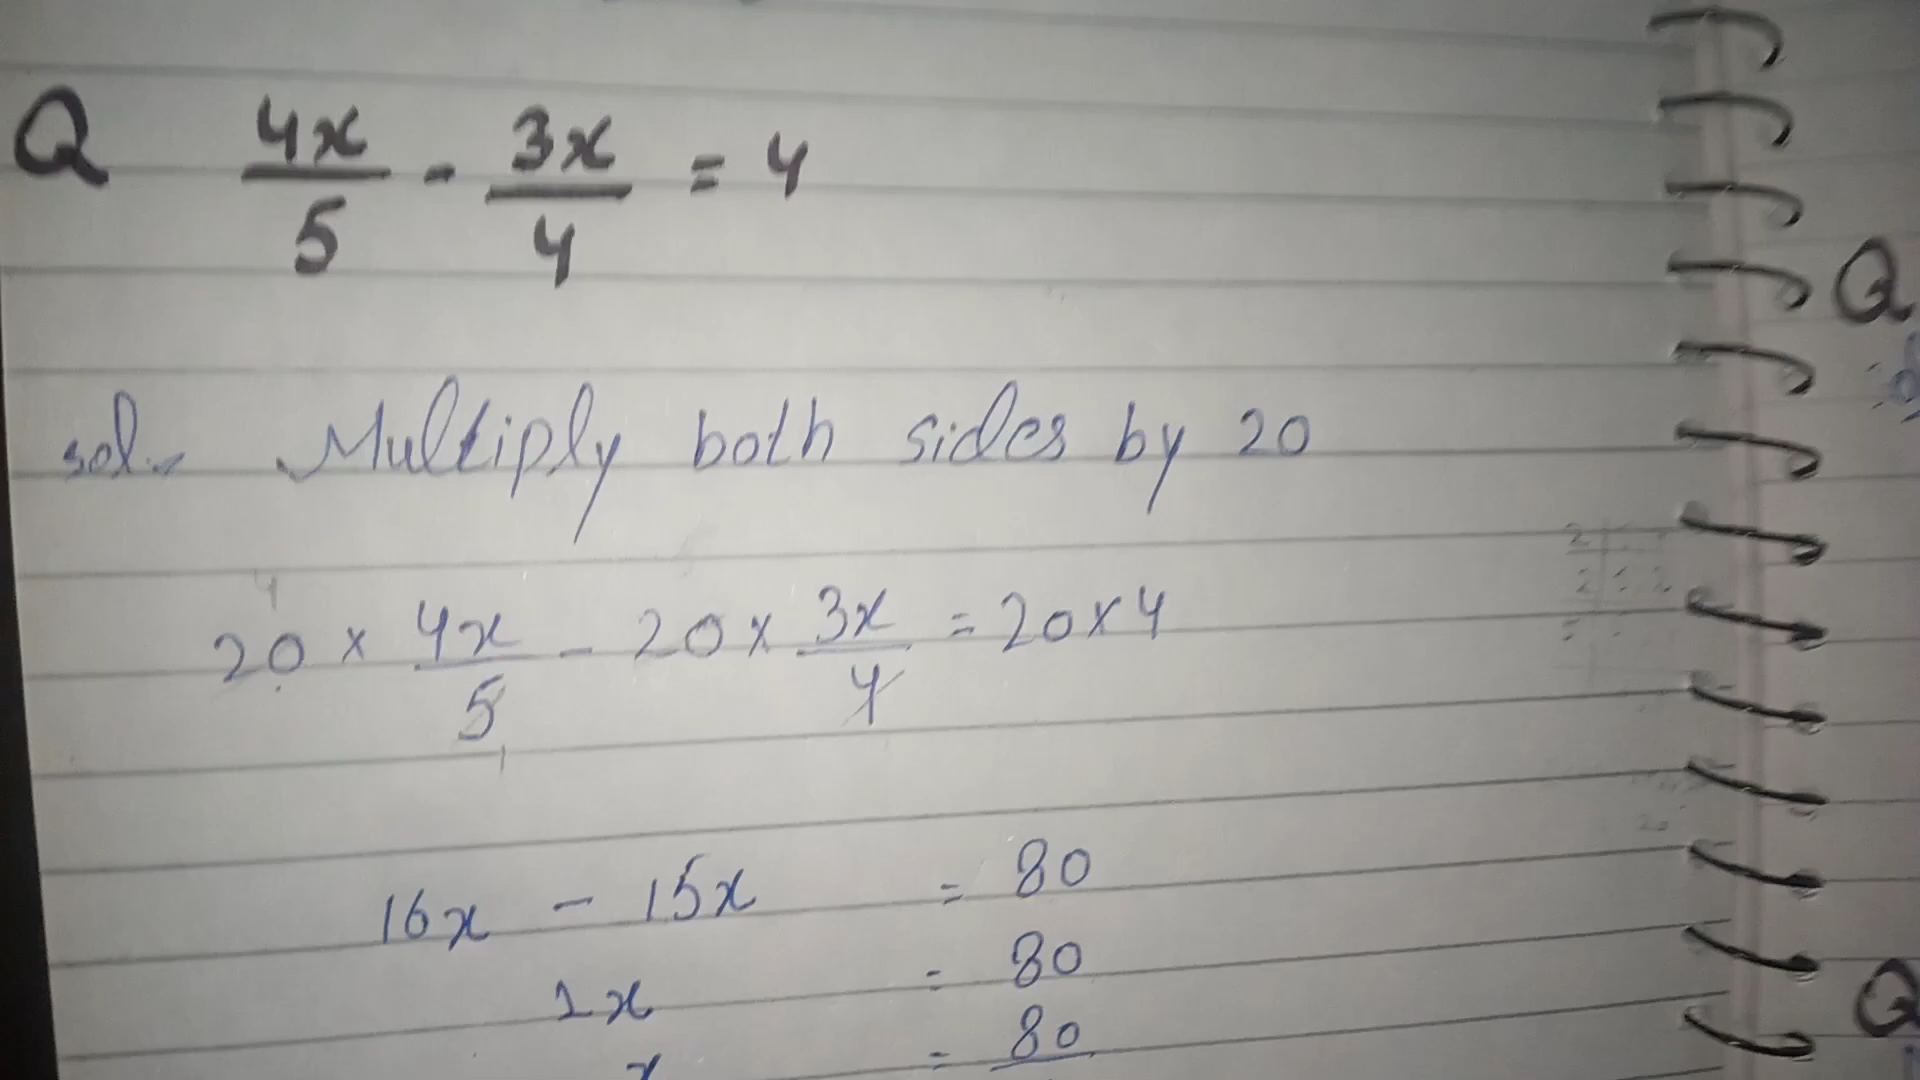 Q 4x/5 - 3x/4 = 4
sol. Multiply both sides by 20
20 × 4x/5 - 20 × 3x/4 = 20 × 4
16x - 15x = 80
1x = 80
x = 80
Q
Q